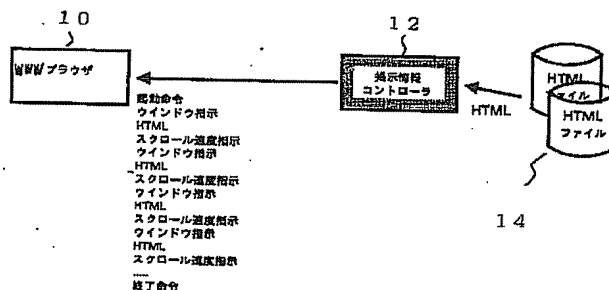 10
WWWブラウザ
12
掲示情報
コントローラ
HTML
HTML
ファイル
HTML
ファイル
14
起動命令
ウインドウ指示
HTML
スクロール速度指示
ウインドウ指示
HTML
スクロール速度指示
ウインドウ指示
HTML
スクロール速度指示
ウインドウ指示
HTML
スクロール速度指示
......
終了命令